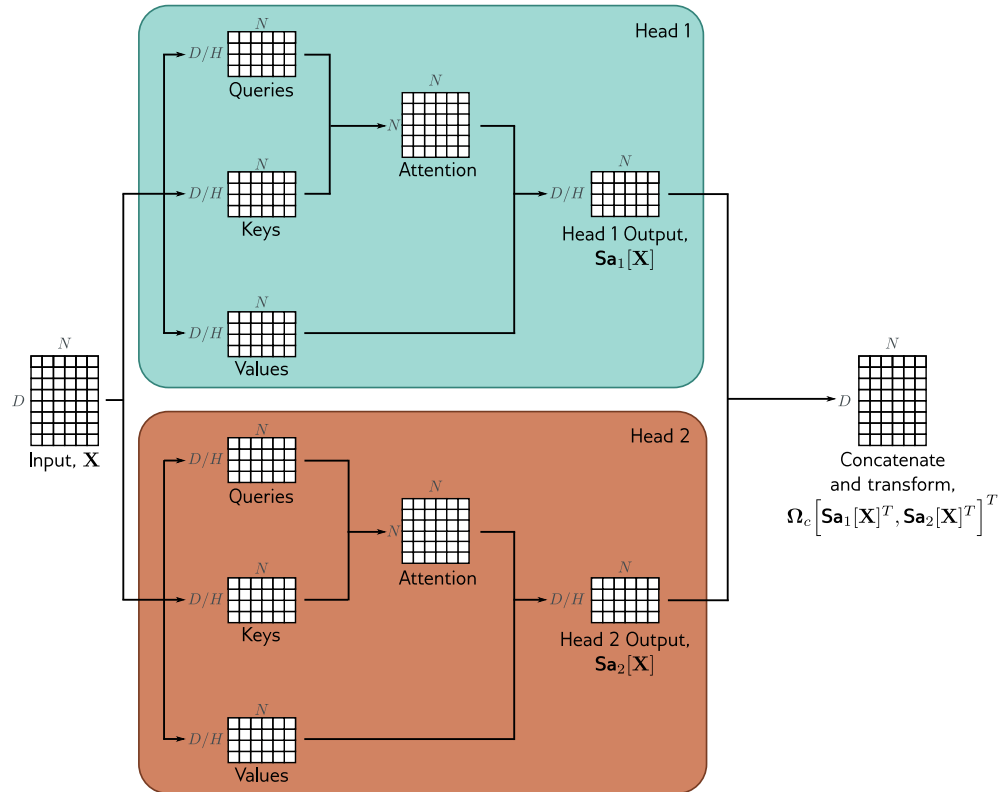 Head 1
N
D/H
Queries
N
D/H
Keys
N
D/H
Values
N
N
Attention
N
D/H
Head 1 Output,
Sa₁[X]
N
D
Input, X
Head 2
N
D/H
Queries
N
D/H
Keys
N
D/H
Values
N
N
Attention
N
D/H
Head 2 Output,
Sa₂[X]
N
D
Concatenate
and transform,
Ω_c[Sa₁[X]ᵀ, Sa₂[X]ᵀ]ᵀ